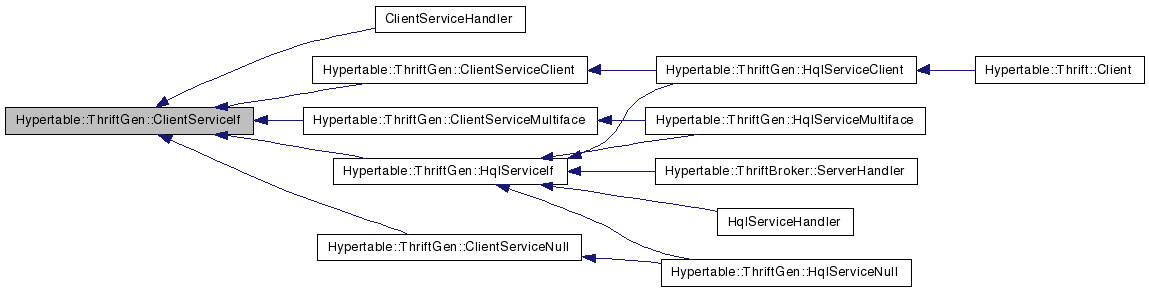 ClientServiceHandler
Hypertable::ThriftGen::ClientServiceClient
Hypertable::ThriftGen::HqlServiceClient
Hypertable::Thrift::Client
Hypertable::ThriftGen::ClientServiceIf
Hypertable::ThriftGen::ClientServiceMultiface
Hypertable::ThriftGen::HqlServiceMultiface
Hypertable::ThriftGen::HqlServiceIf
Hypertable::ThriftBroker::ServerHandler
HqlServiceHandler
Hypertable::ThriftGen::ClientServiceNull
Hypertable::ThriftGen::HqlServiceNull